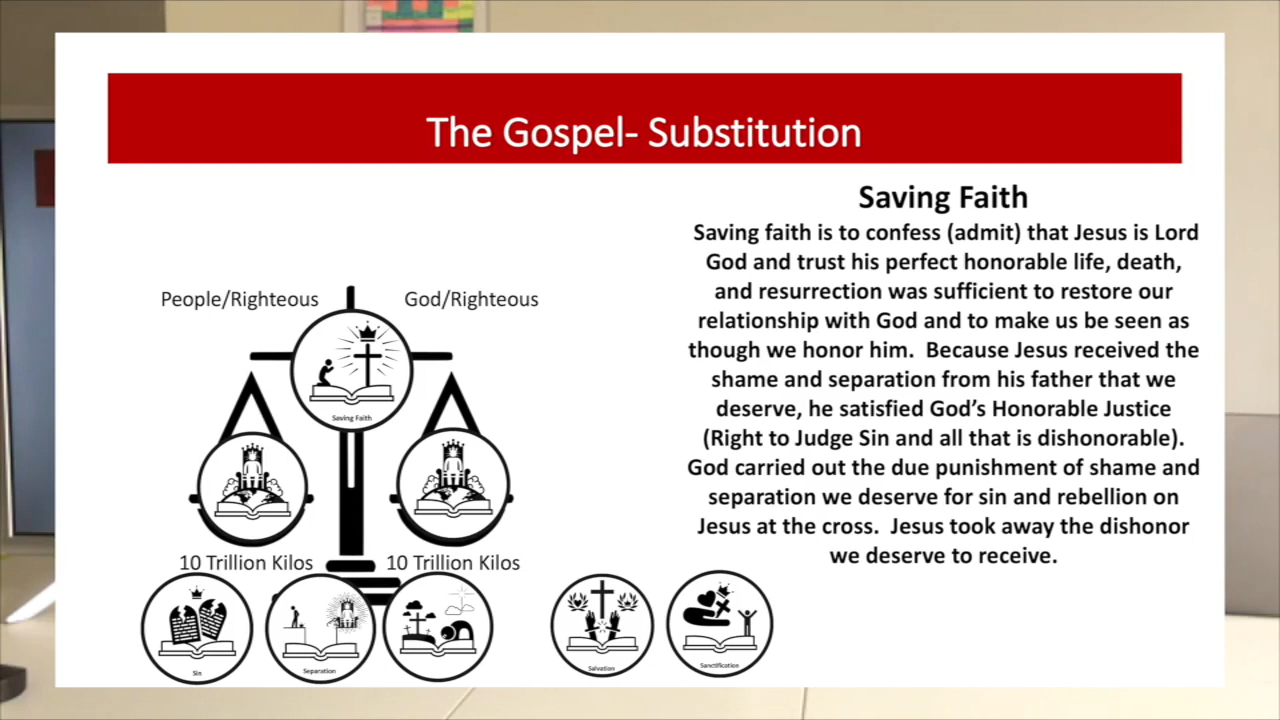 The Gospel- Substitution
Saving Faith
Saving faith is to confess (admit) that Jesus is Lord
God and trust his perfect honorable life, death,
and resurrection was sufficient to restore our
relationship with God and to make us be seen as
though we honor him.  Because Jesus received the
shame and separation from his father that we
deserve, he satisfied God’s Honorable Justice
(Right to Judge Sin and all that is dishonorable).
God carried out the due punishment of shame and
separation we deserve for sin and rebellion on
Jesus at the cross.  Jesus took away the dishonor
we deserve to receive.
People/Righteous
God/Righteous
Saving Faith
10 Trillion Kilos
10 Trillion Kilos
Sin
Separation
Salvation
Sanctification